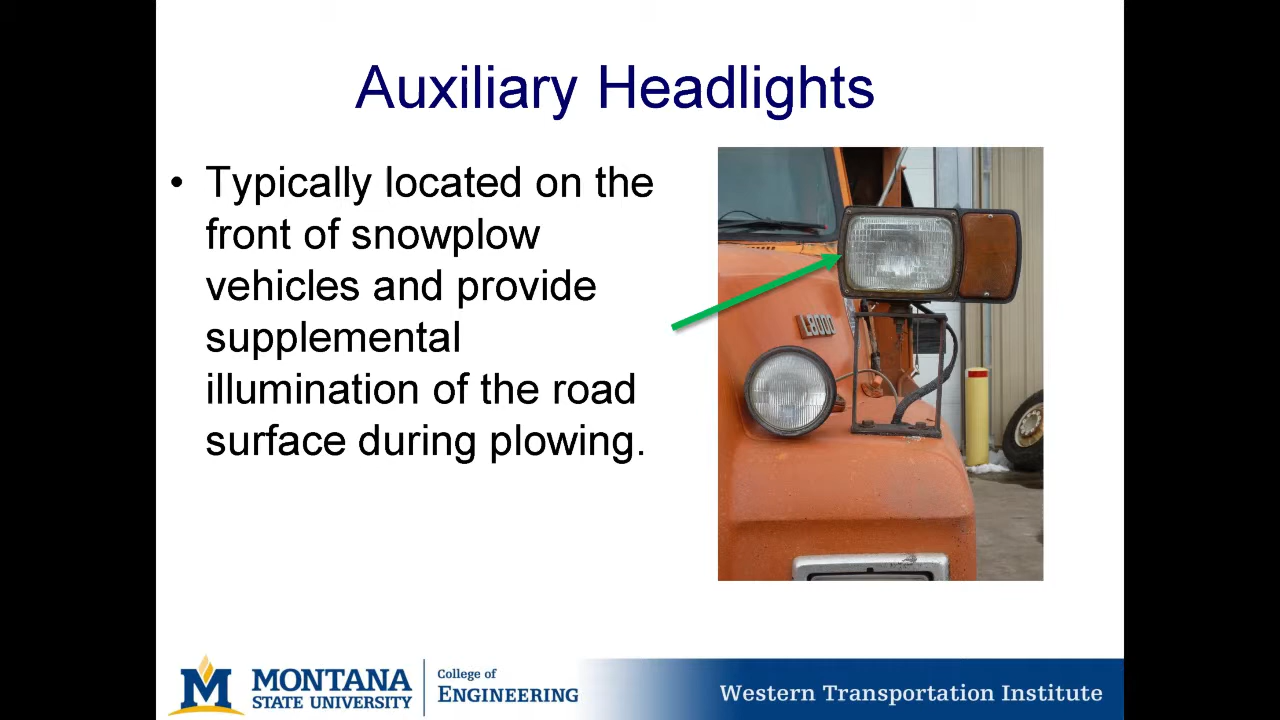 Auxiliary Headlights
• Typically located on the
front of snowplow
vehicles and provide
supplemental
illumination of the road
surface during plowing.
L8000
M MONTANA
STATE UNIVERSITY
College of
ENGINEERING
Western Transportation Institute